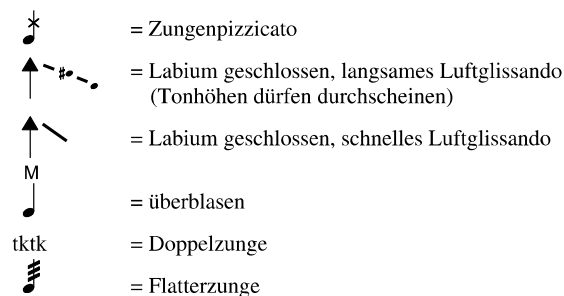 = Zungenpizzicato
= Labium geschlossen, langsames Luftglissando
(Tonhöhen dürfen durchscheinen)
= Labium geschlossen, schnelles Luftglissando
M
= überblasen
tktk = Doppelzunge
= Flatterzunge